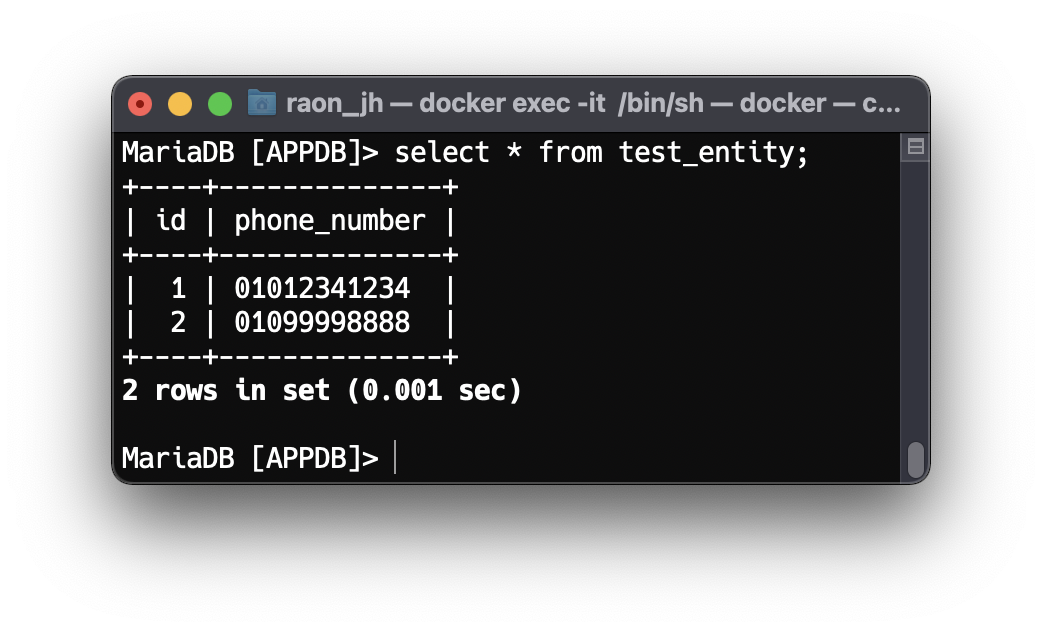 raon_jh — docker exec -it  /bin/sh — docker — c...
MariaDB [APPDB]> select * from test_entity;
+----+--------------+
| id | phone_number |
+----+--------------+
|  1 | 01012341234  |
|  2 | 01099998888  |
+----+--------------+
2 rows in set (0.001 sec)
MariaDB [APPDB]>